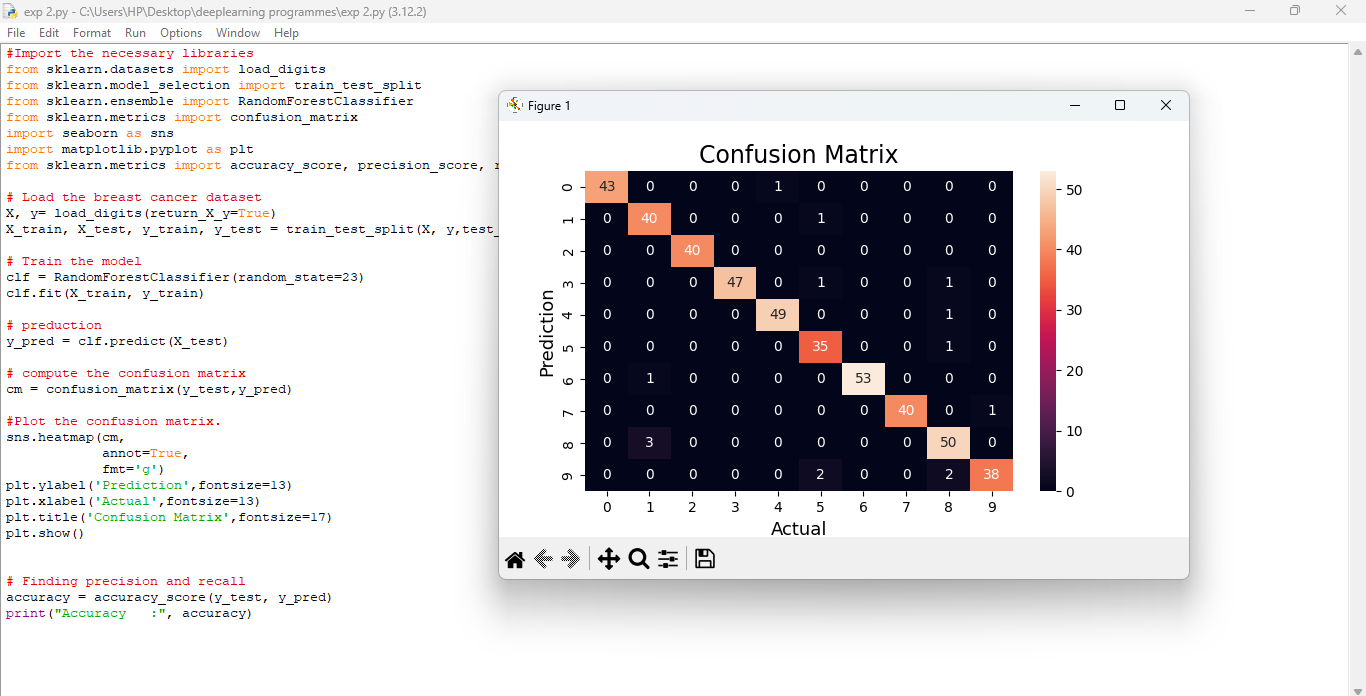 exp 2.py - C:\Users\HP\Desktop\deeplearning programmes\exp 2.py (3.12.2)
File Edit Format Run Options Window Help
#Import the necessary libraries
from sklearn.datasets import load_digits
from sklearn.model_selection import train_test_split
from sklearn.ensemble import RandomForestClassifier
from sklearn.metrics import confusion_matrix
import seaborn as sns
import matplotlib.pyplot as plt
from sklearn.metrics import accuracy_score, precision_score,
# Load the breast cancer dataset
X, y= load_digits(return_X_y=True)
X_train, X_test, y_train, y_test = train_test_split(X, y,test_
# Train the model
clf = RandomForestClassifier(random_state=23)
clf.fit(X_train, y_train)
# preduction
y_pred = clf.predict(X_test)
# compute the confusion matrix
cm = confusion_matrix(y_test,y_pred)
#Plot the confusion matrix.
sns.heatmap(cm,
annot=True,
fmt='g')
plt.ylabel('Prediction',fontsize=13)
plt.xlabel('Actual',fontsize=13)
plt.title('Confusion Matrix',fontsize=17)
plt.show()
# Finding precision and recall
accuracy = accuracy_score(y_test, y_pred)
print("Accuracy   :", accuracy)
Figure 1
Confusion Matrix
Prediction
0 43 0 0 0 1 0 0 0 0 0
1 0 40 0 0 0 1 0 0 0 0
2 0 0 40 0 0 0 0 0 0 0
3 0 0 0 47 0 1 0 0 1 0
4 0 0 0 0 49 0 0 0 1 0
5 0 0 0 0 0 35 0 0 1 0
6 0 1 0 0 0 0 53 0 0 0
7 0 0 0 0 0 0 0 40 0 1
8 0 3 0 0 0 0 0 0 50 0
9 0 0 0 0 0 2 0 0 2 38
0 1 2 3 4 5 6 7 8 9
Actual
50
40
30
20
10
0